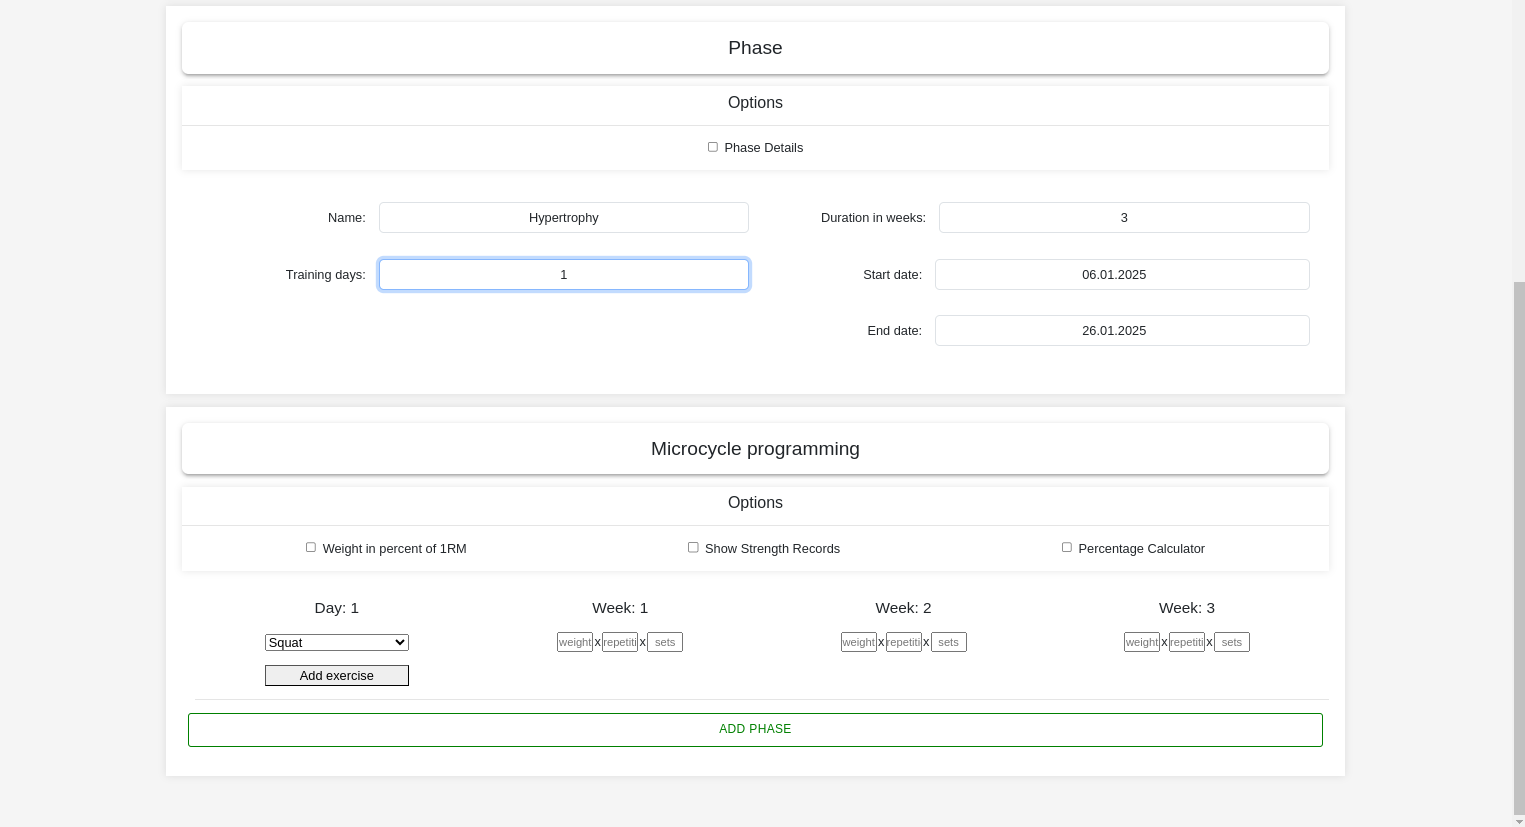 Phase
Options
Phase Details
Name: Hypertrophy Duration in weeks: 3
Training days: 1 Start date: 06.01.2025
End date: 26.01.2025
Microcycle programming
Options
Weight in percent of 1RM Show Strength Records Percentage Calculator
Day: 1 Week: 1 Week: 2 Week: 3
Squat weight x repetiti x sets weight x repetiti x sets weight x repetiti x sets
Add exercise
ADD PHASE